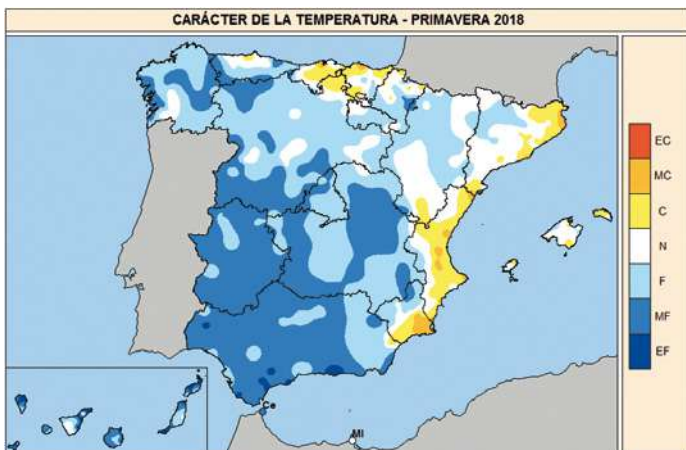 CARÁCTER DE LA TEMPERATURA - PRIMAVERA 2018
EC
MC
C
N
F
MF
EF
Ce
Ml